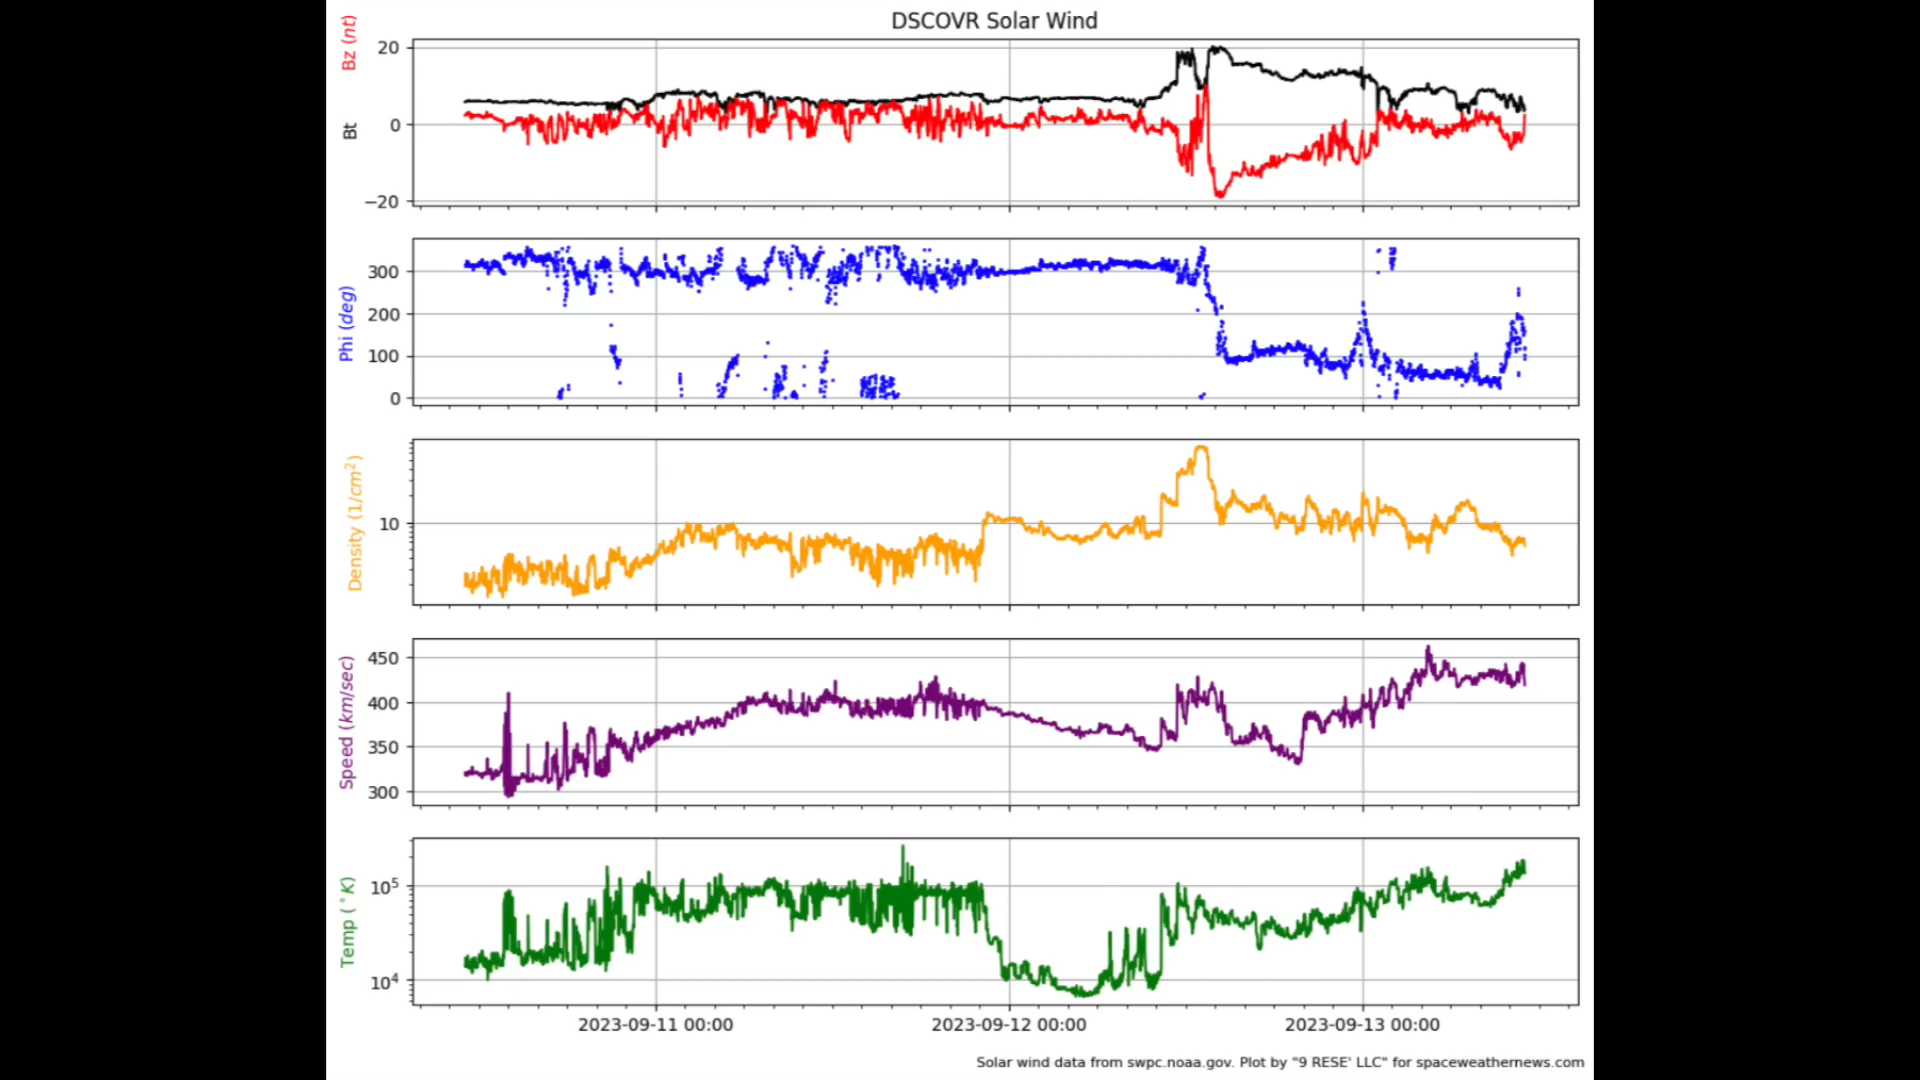 DSCOVR Solar Wind
Bz (nt)
Bt
20
0
−20
Phi (deg)
300
200
100
0
Density (1/cm²)
10
Speed (km/sec)
450
400
350
300
Temp (°K)
10⁵
10⁴
2023-09-11 00:00 2023-09-12 00:00 2023-09-13 00:00
Solar wind data from swpc.noaa.gov. Plot by "9 RESE' LLC" for spaceweathernews.com